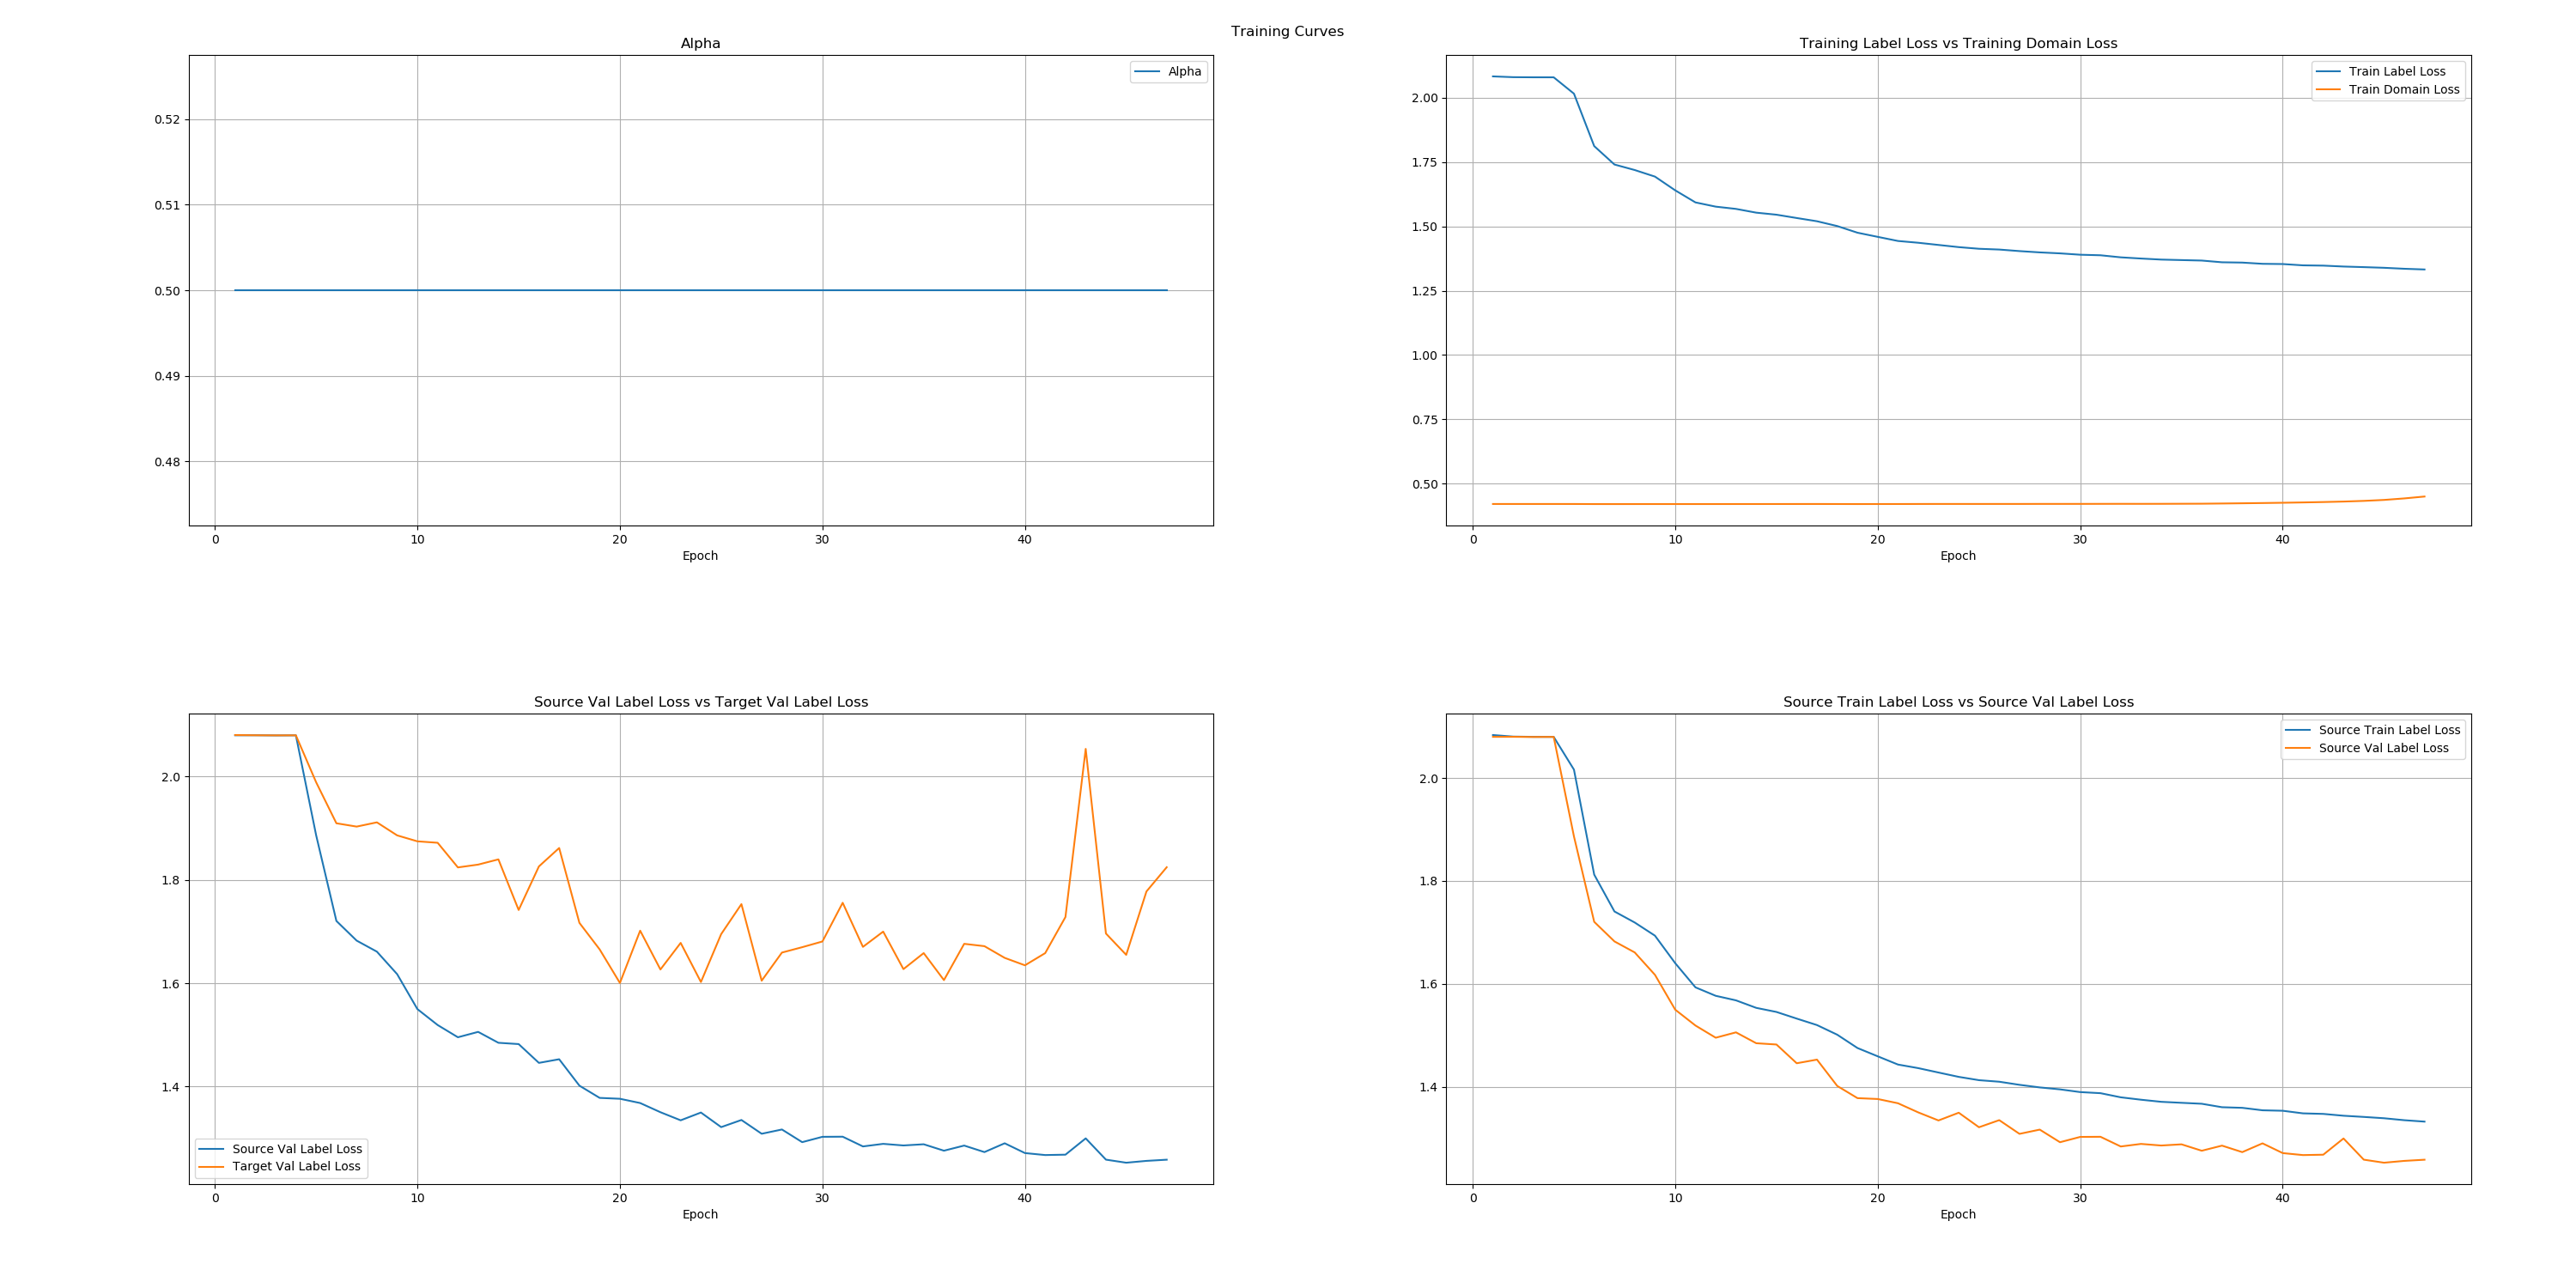 Training Curves
Alpha
Alpha
0.52
0.51
0.50
0.49
0.48
0 10 20 30 40
Epoch
Training Label Loss vs Training Domain Loss
Train Label Loss
Train Domain Loss
2.00
1.75
1.50
1.25
1.00
0.75
0.50
0 10 20 30 40
Epoch
Source Val Label Loss vs Target Val Label Loss
2.0
1.8
1.6
1.4
Source Val Label Loss
Target Val Label Loss
0 10 20 30 40
Epoch
Source Train Label Loss vs Source Val Label Loss
Source Train Label Loss
Source Val Label Loss
2.0
1.8
1.6
1.4
0 10 20 30 40
Epoch